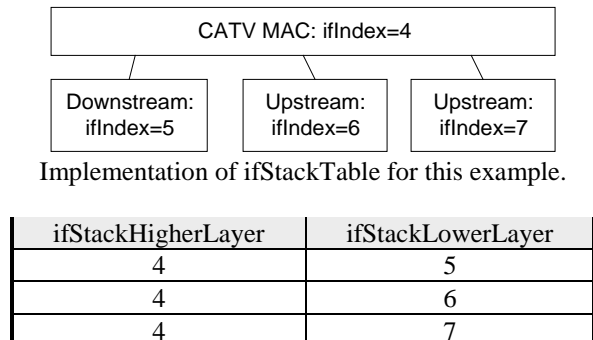 CATV MAC: ifIndex=4
Downstream: Upstream: Upstream:
ifIndex=5 ifIndex=6 ifIndex=7
Implementation of ifStackTable for this example.
ifStackHigherLayer ifStackLowerLayer
4 5
4 6
4 7